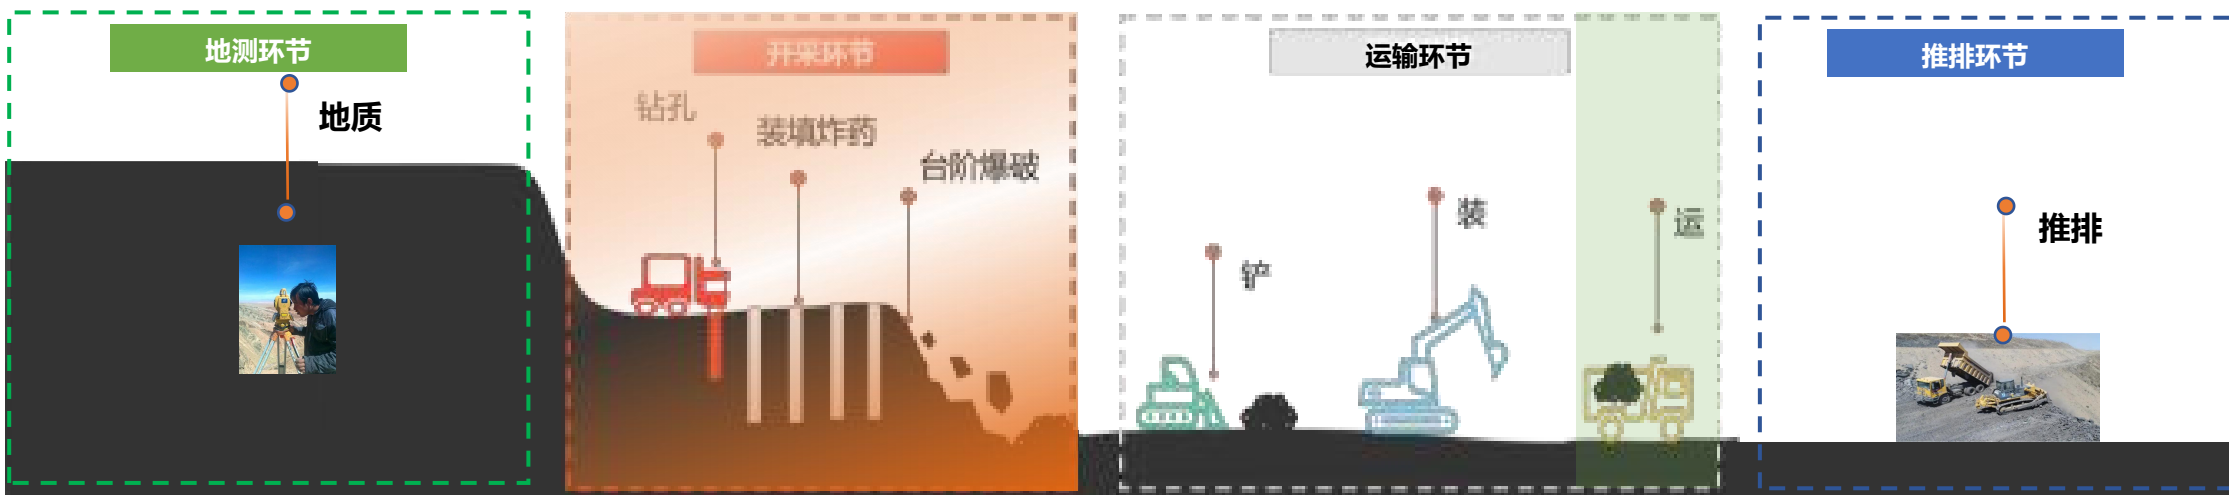 地测环节
地质
开采环节
钻孔
装填炸药
台阶爆破
运输环节
铲
装
运
推排环节
推排